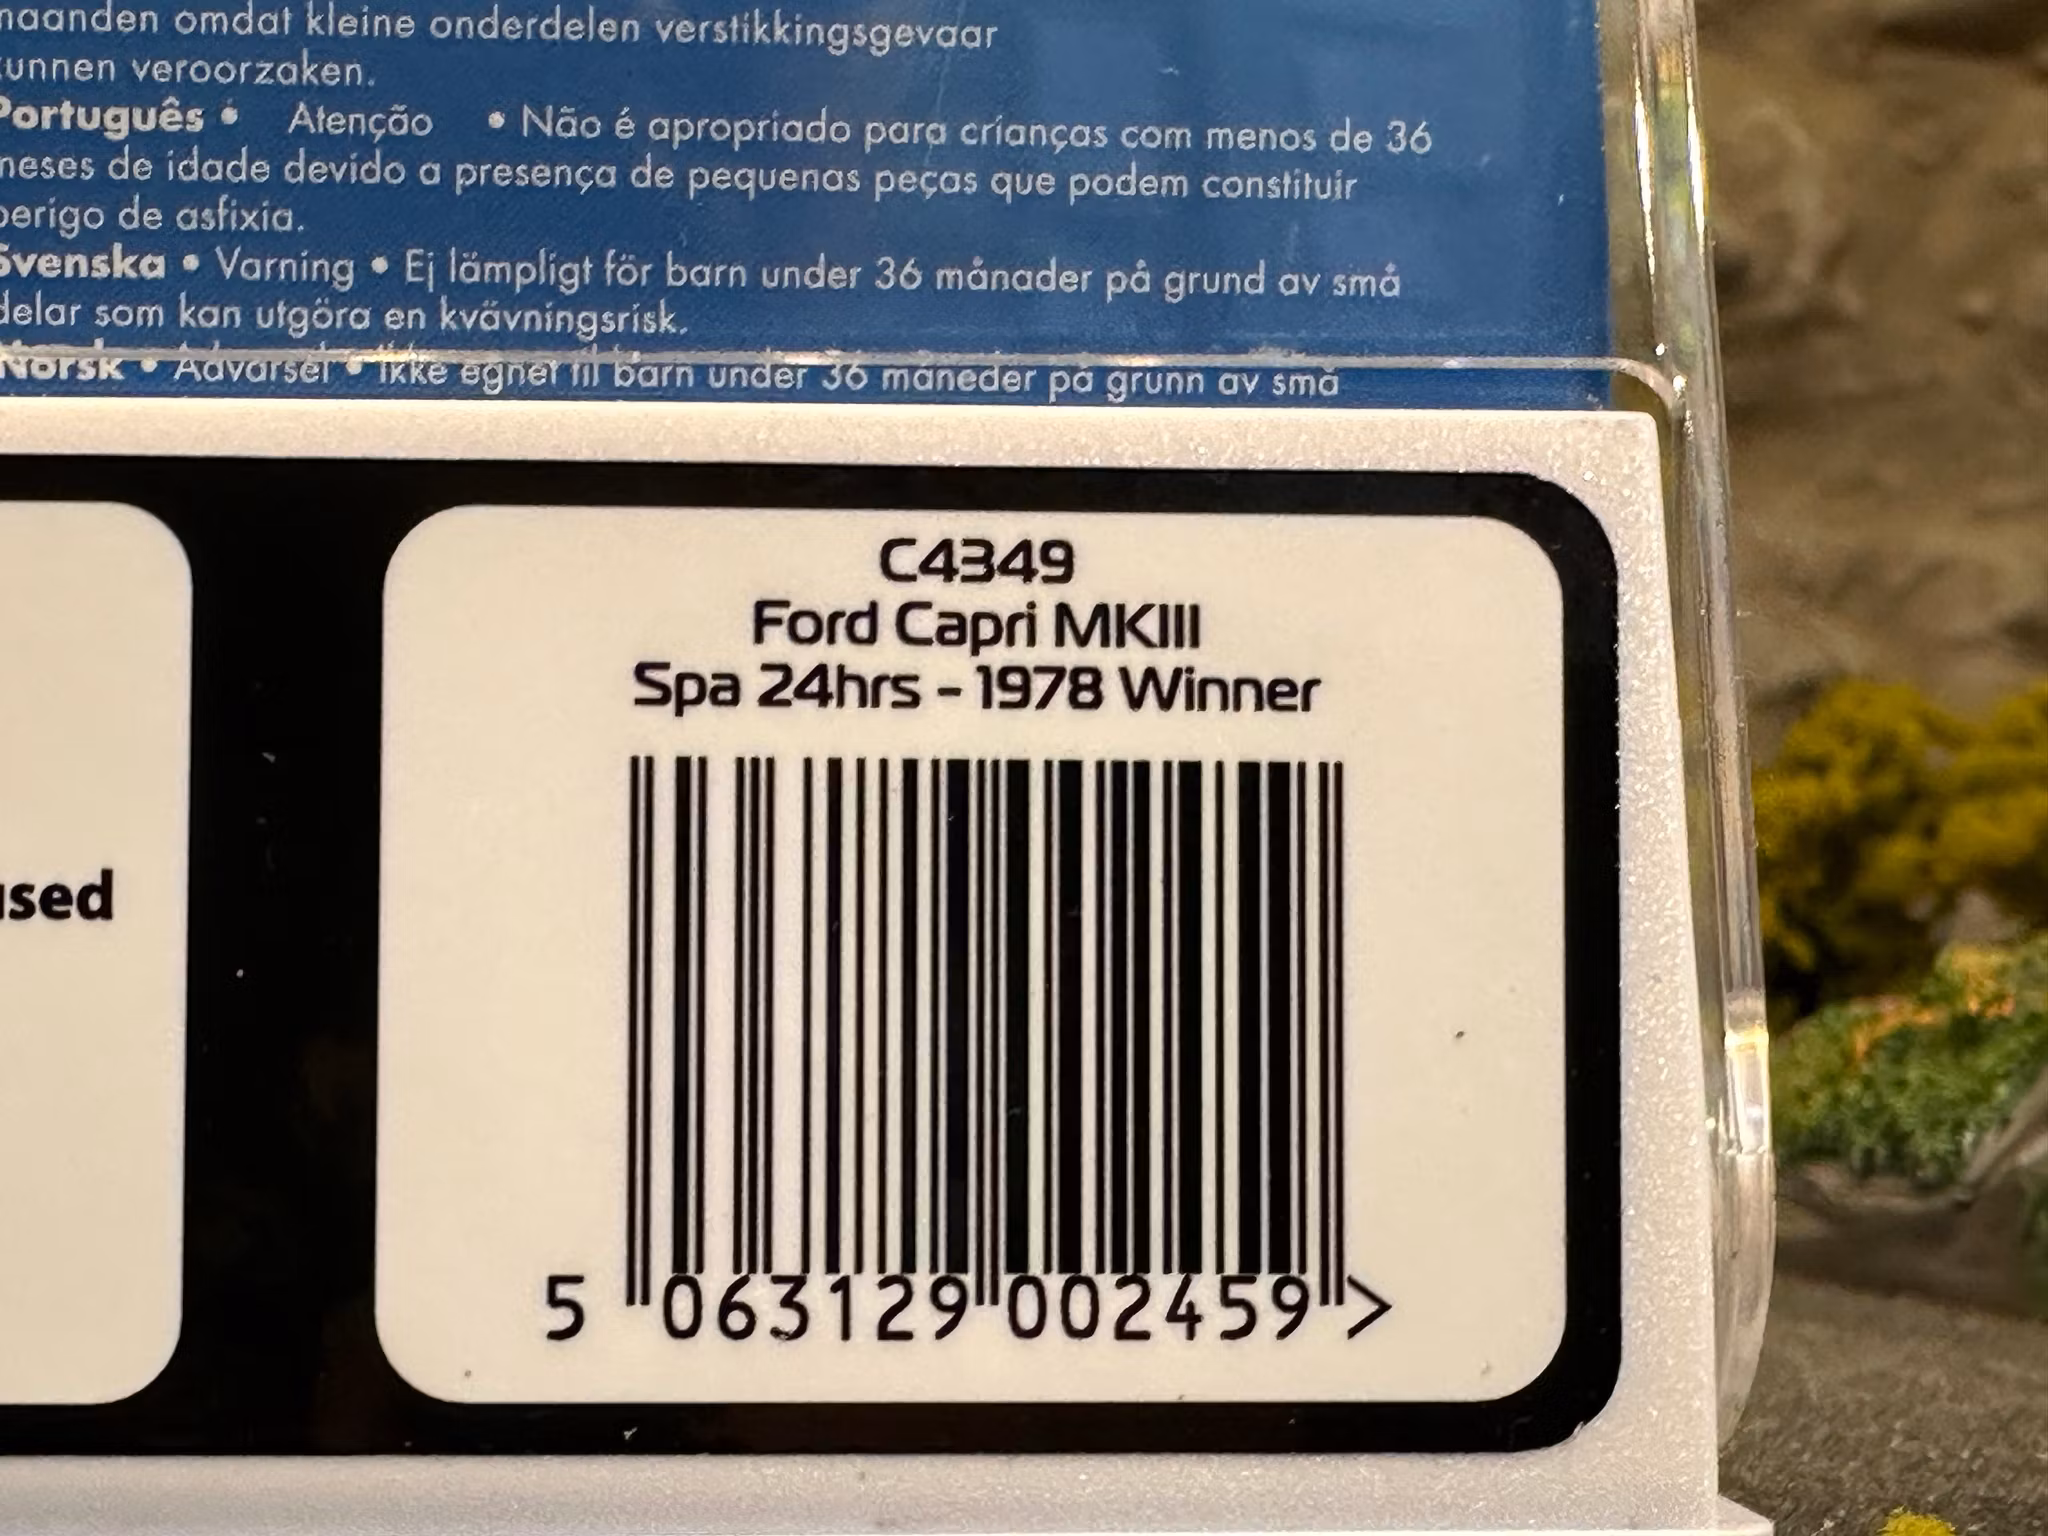 maanden omdat kleine onderdelen verstikkingsgevaar
kunnen veroorzaken.
Português • Atenção • Não é apropriado para crianças com menos de 36
meses de idade devido a presença de pequenas peças que podem constituir
perigo de asfixia.
Svenska • Varning • Ej lämpligt för barn under 36 månader på grund av små
delar som kan utgöra en kvävningsrisk.
Norsk • Advarsel • Ikke egnet til barn under 36 måneder på grunn av små
used
C4349
Ford Capri MKIII
Spa 24hrs - 1978 Winner
5 063129 002459 >